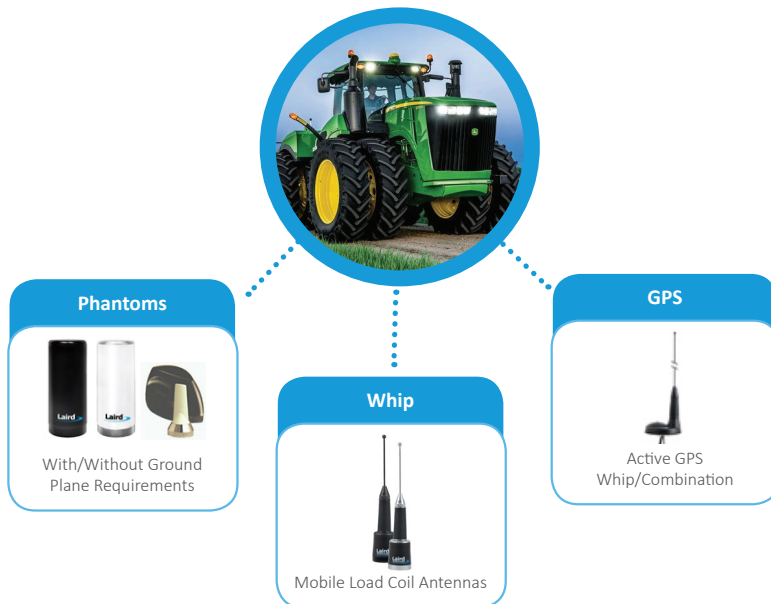 Phantoms
Laird
Laird
With/Without Ground
Plane Requirements
Whip
Laird
Laird
Mobile Load Coil Antennas
GPS
Active GPS
Whip/Combination